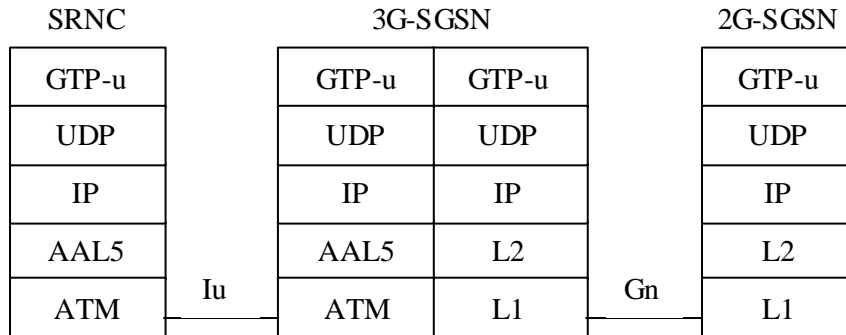 SRNC 3G-SGSN 2G-SGSN
GTP-u GTP-u GTP-u GTP-u
UDP UDP UDP UDP
IP IP IP IP
AAL5 AAL5 L2 L2
Iu Gn
ATM ATM L1 L1